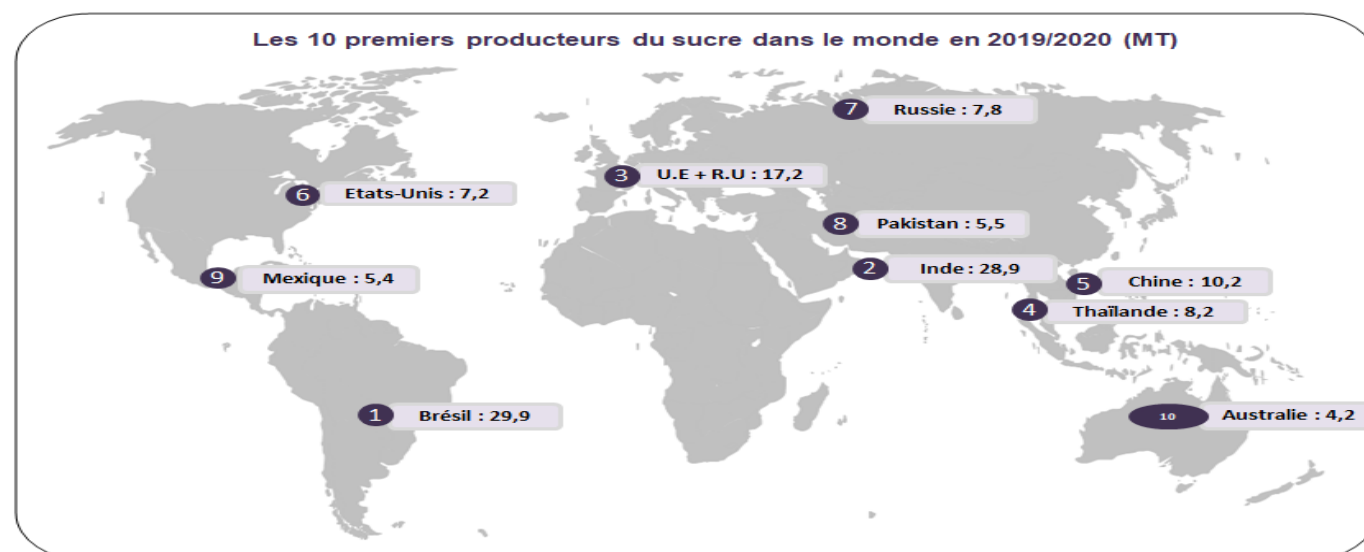 Les 10 premiers producteurs du sucre dans le monde en 2019/2020 (MT)
7 Russie : 7,8
3 U.E + R.U : 17,2
6 Etats-Unis : 7,2
8 Pakistan : 5,5
2 Inde : 28,9
9 Mexique : 5,4
5 Chine : 10,2
4 Thaïlande : 8,2
1 Brésil : 29,9
10 Australie : 4,2